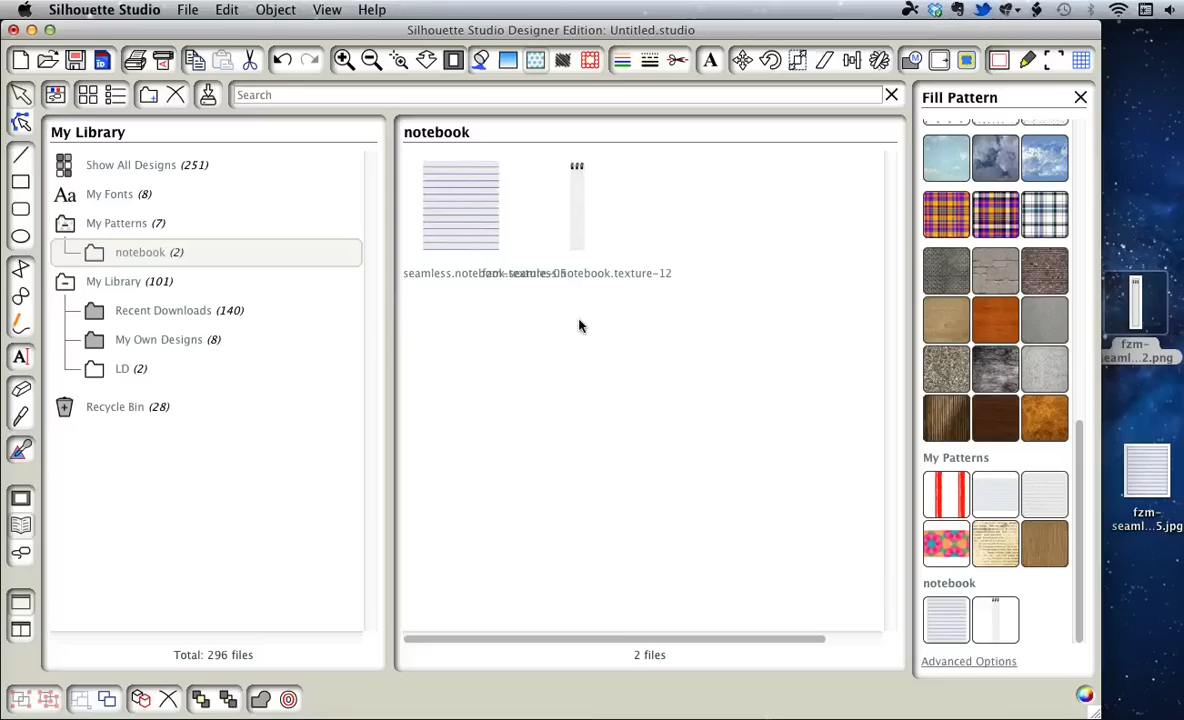 Silhouette Studio File Edit Object View Help
Silhouette Studio Designer Edition: Untitled.studio
Search
My Library
Show All Designs (251)
My Fonts (8)
My Patterns (7)
notebook (2)
My Library (101)
Recent Downloads (140)
My Own Designs (8)
LD (2)
Recycle Bin (28)
Total: 296 files
notebook
2 files
Fill Pattern
My Patterns
notebook
Advanced Options
fzm-
seaml...2.png
fzm-
seaml...5.jpg